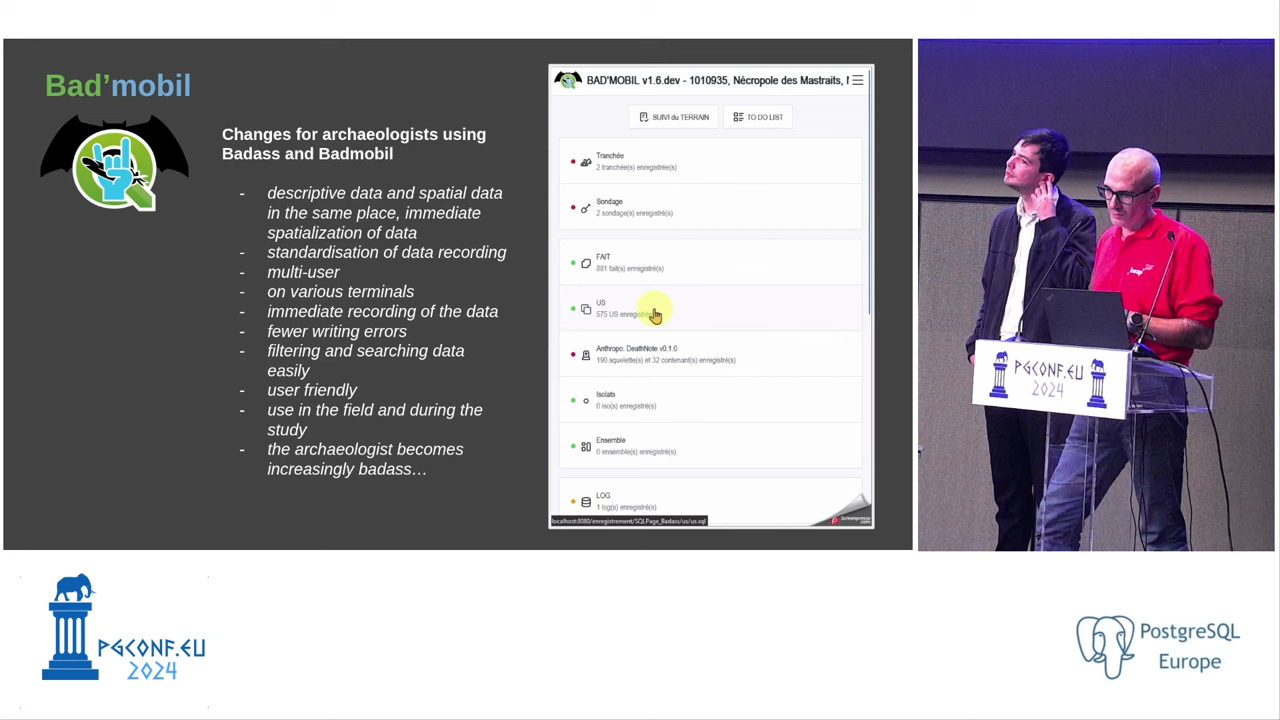 Bad'mobil
Changes for archaeologists using
Badass and Badmobil
- descriptive data and spatial data
in the same place, immediate
spatialization of data
- standardisation of data recording
- multi-user
- on various terminals
- immediate recording of the data
- fewer writing errors
- filtering and searching data
easily
- user friendly
- use in the field and during the
study
- the archaeologist becomes
increasingly badass…
BAD'MOBIL v1.6.dev - 1010935, Nécropole des Mastraits,
SUIVI du TERRAIN
TO DO LIST
Tranchée
2 tranchée(s) enregistrée(s)
Sondage
2 sondage(s) enregistré(s)
FAIT
881 fait(s) enregistré(s)
US
575 US
Anthropo. DeathNote v0.1.0
190 squelette(s) et 32 contenant(s) enregistré(s)
Isolats
0 iso(s) enregistré(s)
Ensemble
0 ensemble(s) enregistré(s)
LOG
1 log(s) enregistré(s)
localhost:8080/enregistrement/SQLPage_Badass/us/us.sql
Screenpresso
.com
PGCONF.EU
2024
PGCONF.EU
2024
PostgreSQL
Europe